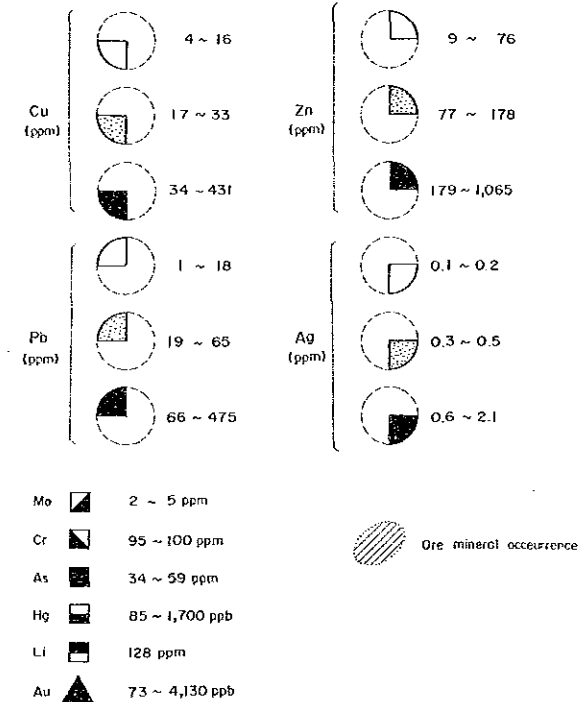 Cu
(ppm)
4 ~ 16
17 ~ 33
34 ~ 431
Zn
(ppm)
9 ~ 76
77 ~ 178
179 ~ 1,065
Pb
(ppm)
1 ~ 18
19 ~ 65
66 ~ 475
Ag
(ppm)
0.1 ~ 0.2
0.3 ~ 0.5
0.6 ~ 2.1
Mo 2 ~ 5 ppm
Cr 95 ~ 100 ppm
As 34 ~ 59 ppm
Hg 85 ~ 1,700 ppb
Li 128 ppm
Au 73 ~ 4,130 ppb
Ore mineral occurrence